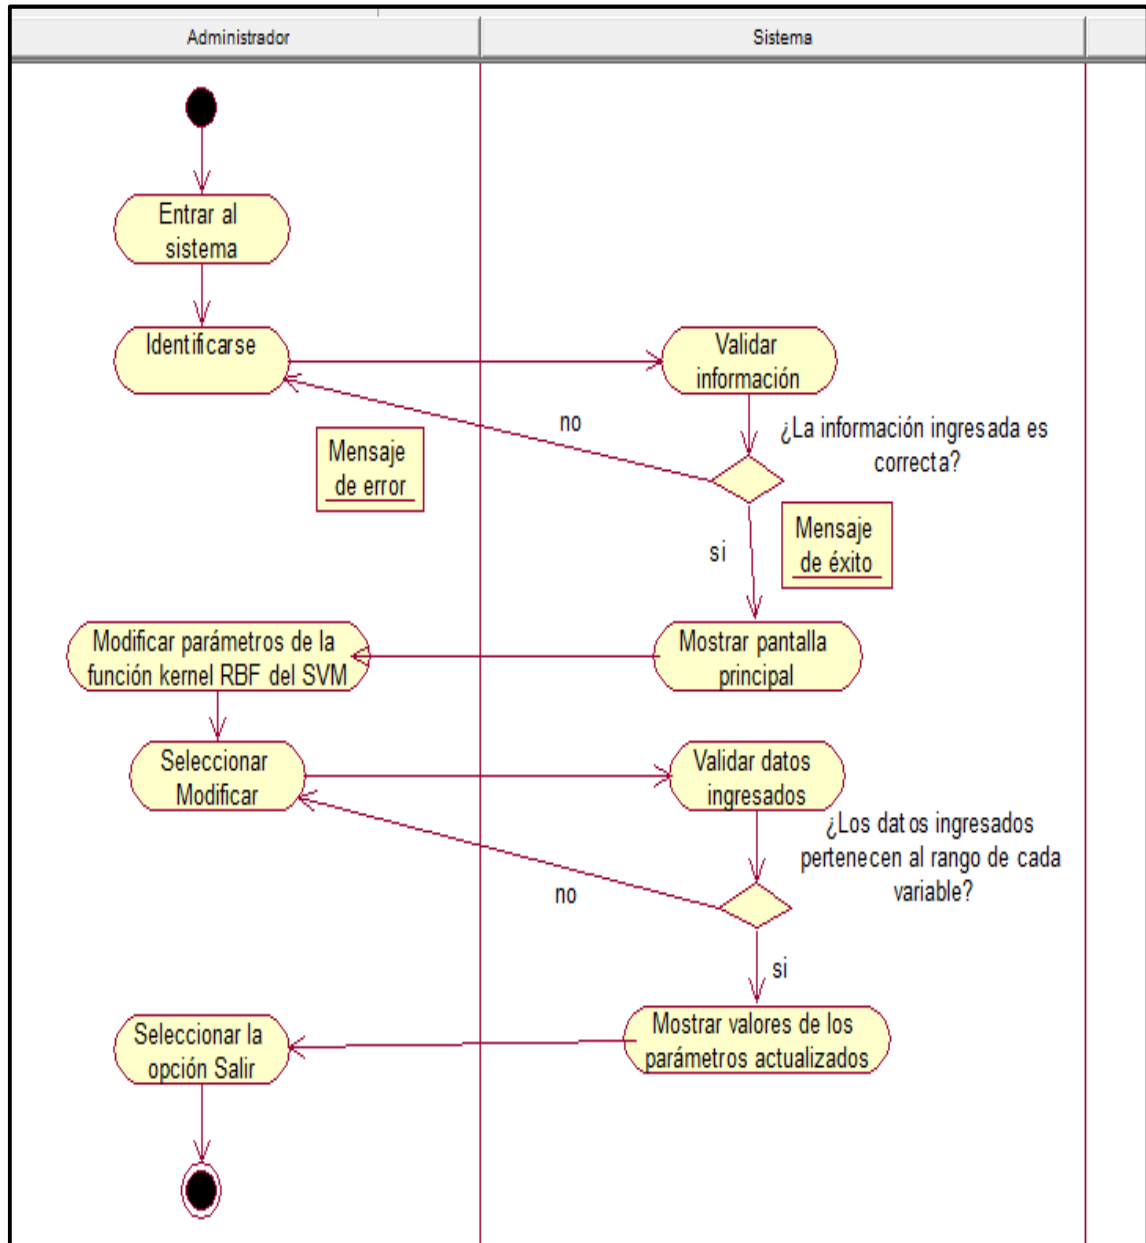 Administrador
Sistema
Entrar al
sistema
Identificarse
Validar
información
no
¿La información ingresada es
correcta?
Mensaje
de error
si
Mensaje
de éxito
Modificar parámetros de la
función kernel RBF del SVM
Mostrar pantalla
principal
Seleccionar
Modificar
Validar datos
ingresados
¿Los datos ingresados
pertenecen al rango de cada
variable?
no
si
Seleccionar la
opción Salir
Mostrar valores de los
parámetros actualizados